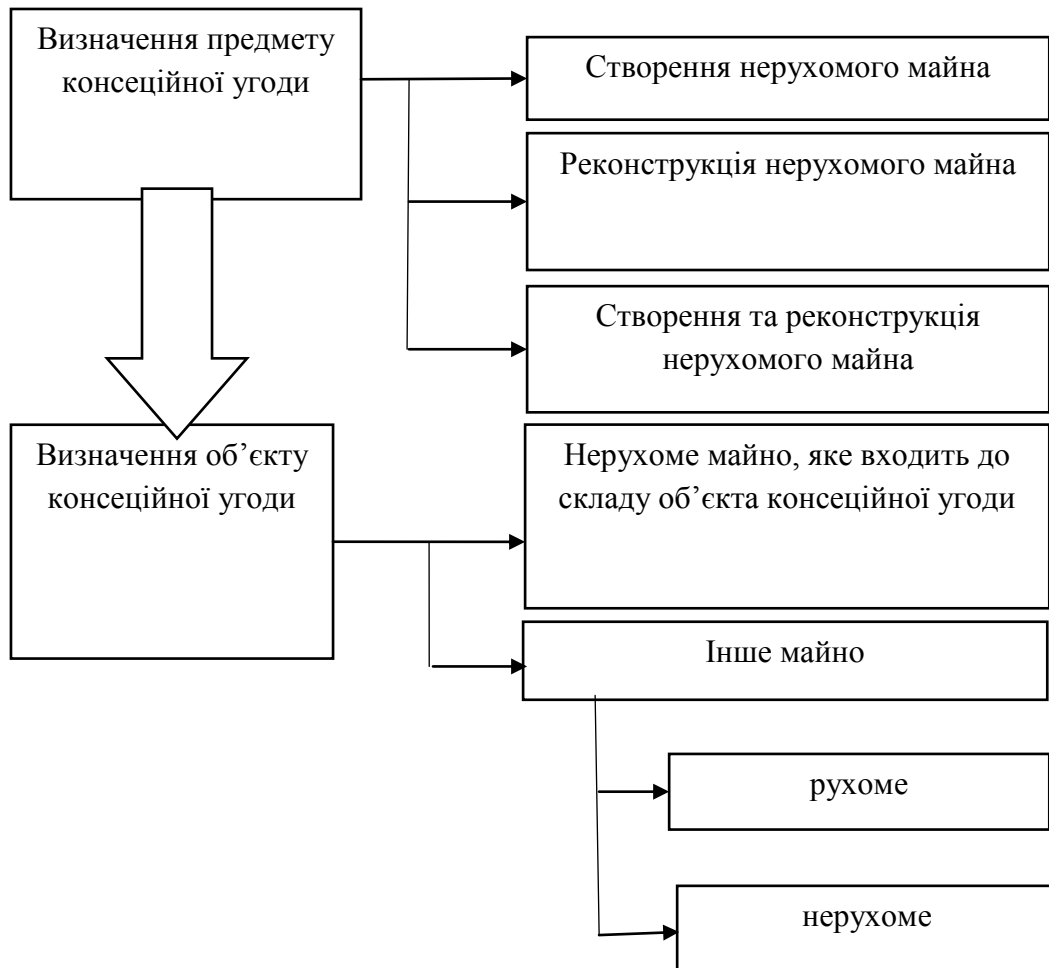 Визначення предмету
консеційної угоди
Створення нерухомого майна
Реконструкція нерухомого майна
Створення та реконструкція
нерухомого майна
Визначення об’єкту
консеційної угоди
Нерухоме майно, яке входить до
складу об’єкта консеційної угоди
Інше майно
рухоме
нерухоме